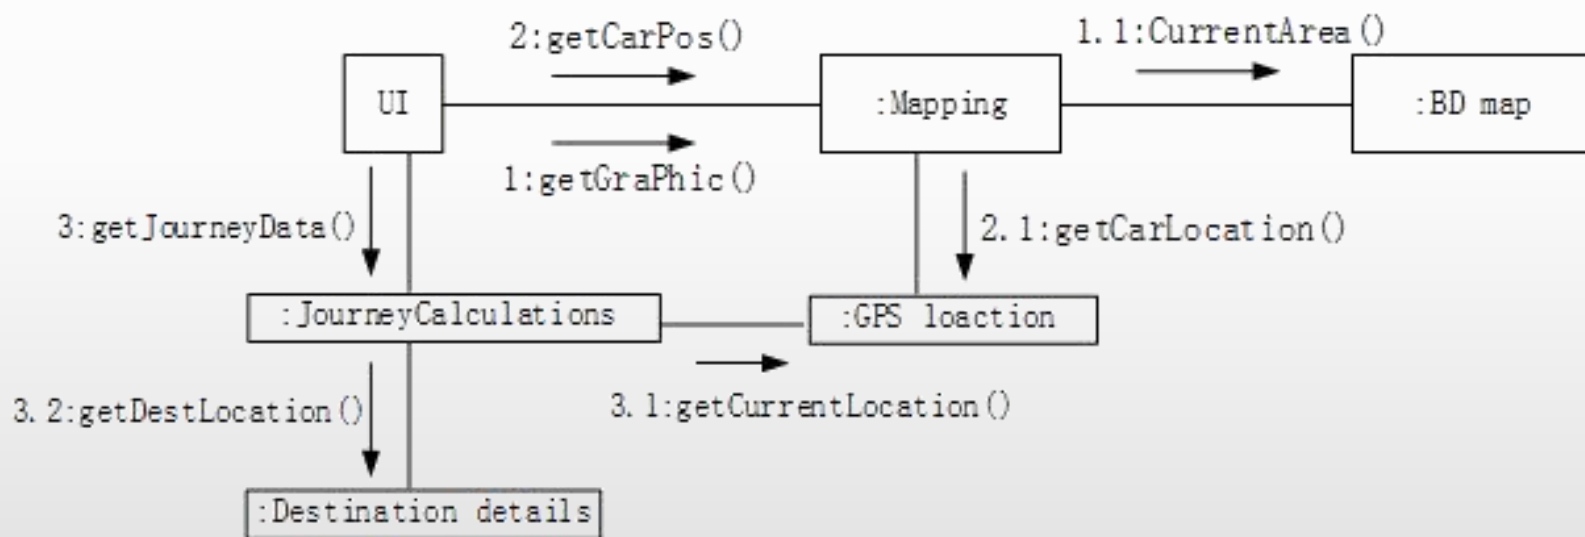 2:getCarPos()
1.1:CurrentArea()
UI
:Mapping
:BD map
1:getGraPhic()
3:getJourneyData()
2.1:getCarLocation()
:JourneyCalculations
:GPS loaction
3.2:getDestLocation()
3.1:getCurrentLocation()
:Destination details